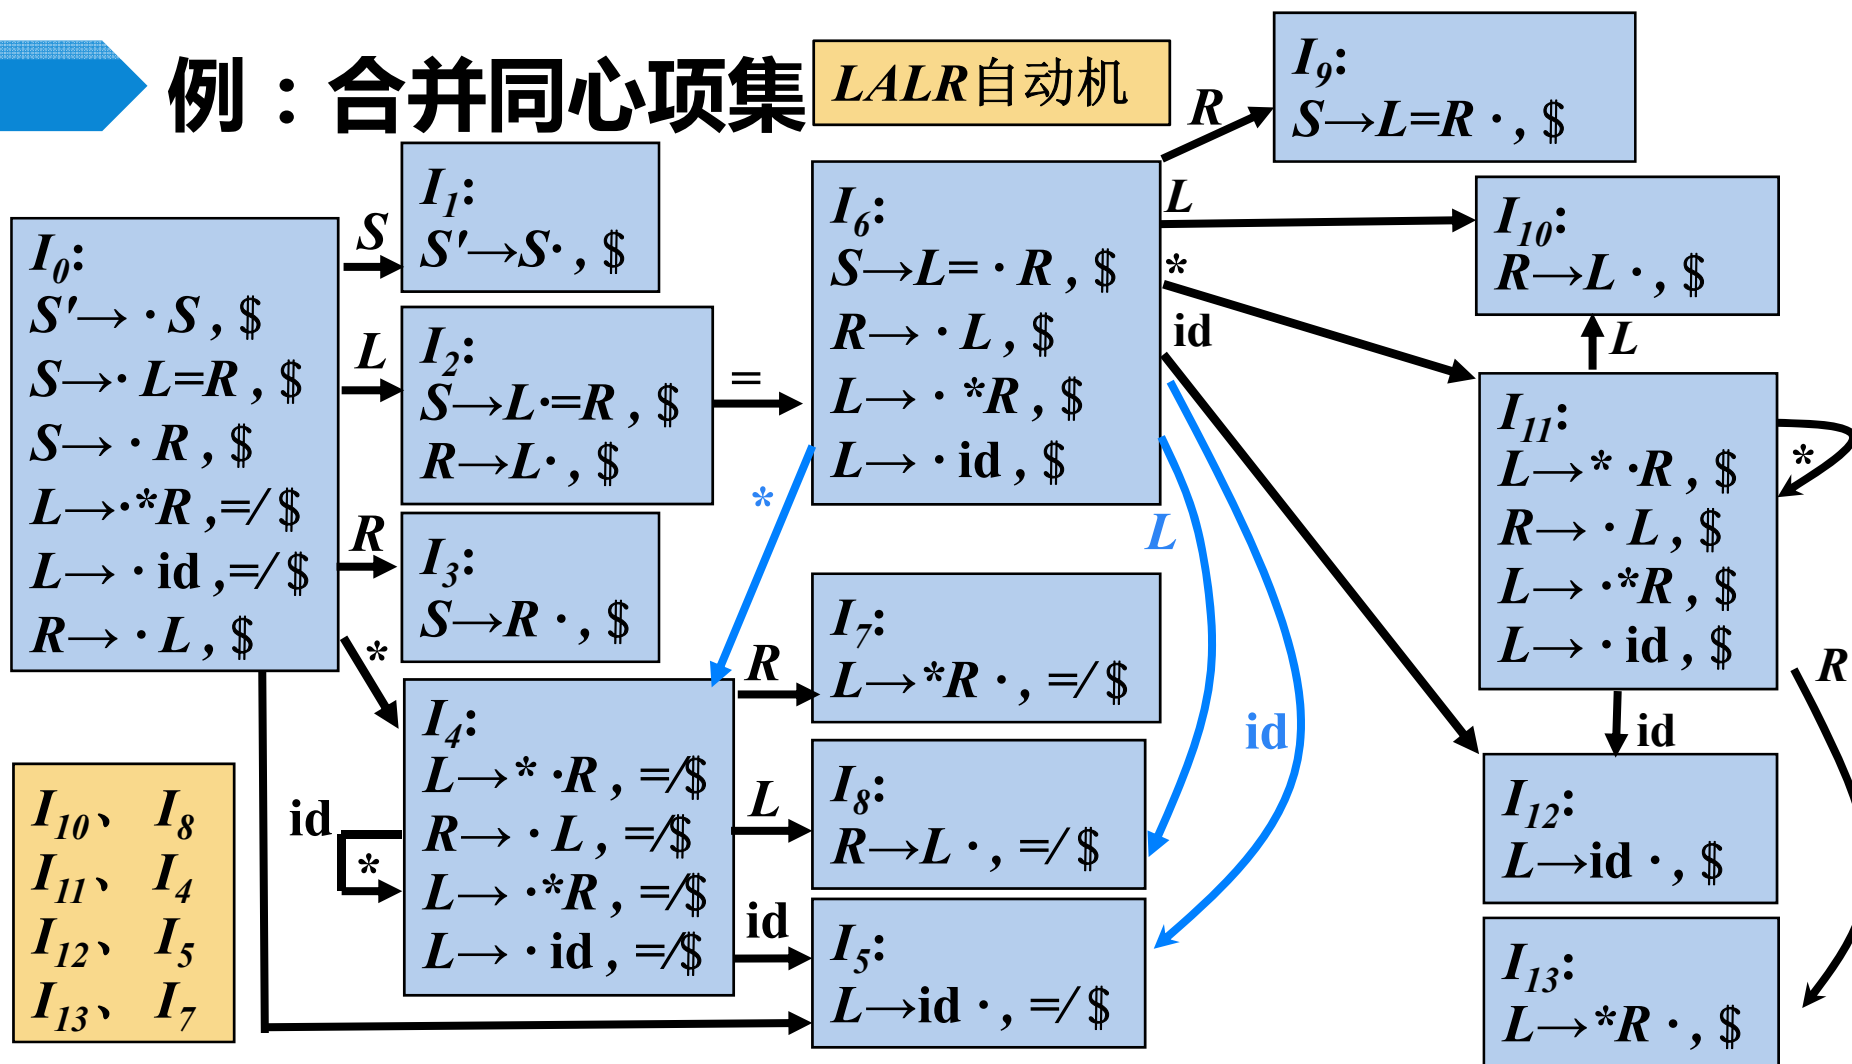 例：合并同心项集
LALR自动机
I0:
S'→ · S , $
S→· L=R , $
S→ · R , $
L→·*R ,=/ $
L→ · id ,=/ $
R→ · L , $
S
L
R
*
id
I1:
S'→S· , $
I2:
S→L·=R , $
R→L· , $
=
I3:
S→R · , $
I4:
L→* ·R , =/$
R→ · L , =/$
L→ ·*R , =/$
L→ · id , =/$
*
R
L
id
I6:
S→L= · R , $
R→ · L , $
L→ · *R , $
L→ · id , $
*
L
id
R
L
*
id
I7:
L→*R · , =/ $
I8:
R→L · , =/ $
I5:
L→id · , =/ $
I9:
S→L=R · , $
I10:
R→L · , $
L
I11:
L→* ·R , $
R→ · L , $
L→ ·*R , $
L→ · id , $
*
R
id
I12:
L→id · , $
I13:
L→*R · , $
I10、 I8
I11、 I4
I12、 I5
I13、 I7